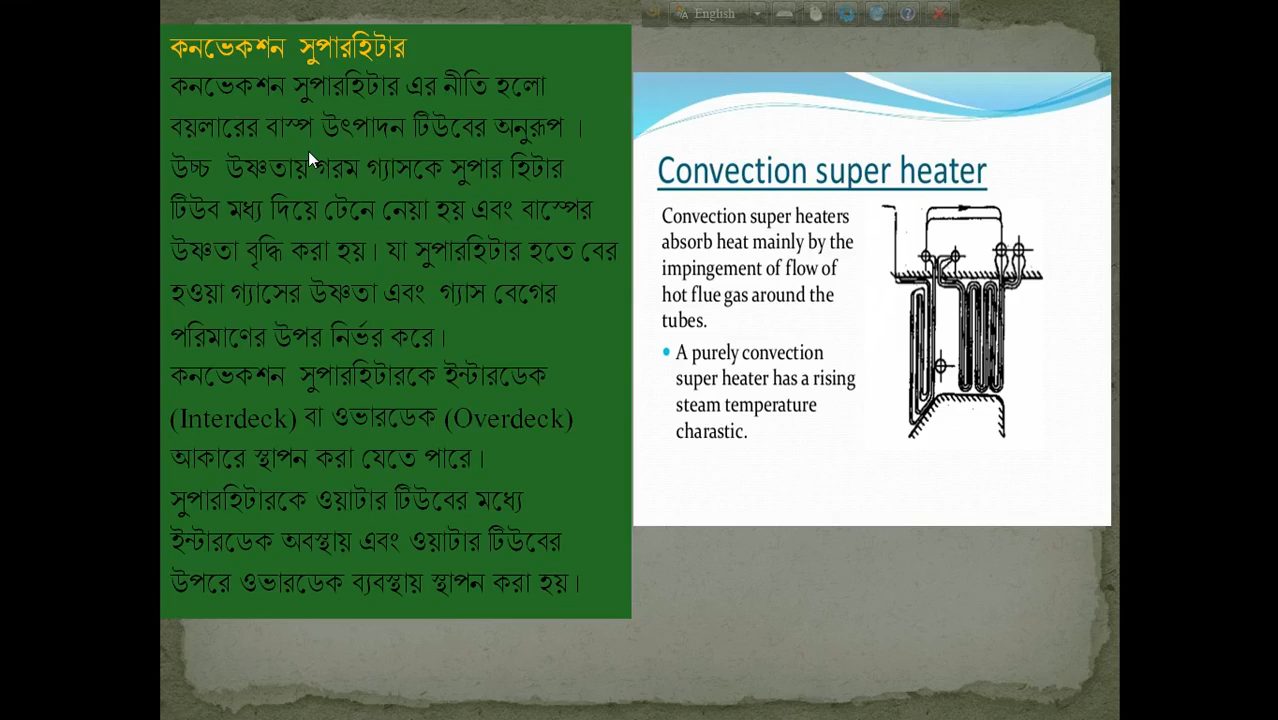 English
কনভেকশন সুপারহিটার
কনভেকশন সুপারহিটার এর নীতি হলো
বয়লারের বাস্প উৎপাদন টিউবের অনুরূপ ।
উচ্চ উষ্ণতায় গরম গ্যাসকে সুপার হিটার
টিউব মধ্য দিয়ে টেনে নেয়া হয় এবং বাস্পের
উষ্ণতা বৃদ্ধি করা হয়। যা সুপারহিটার হতে বের
হওয়া গ্যাসের উষ্ণতা এবং গ্যাস বেগের
পরিমাণের উপর নির্ভর করে।
কনভেকশন সুপারহিটারকে ইন্টারডেক
(Interdeck) বা ওভারডেক (Overdeck)
আকারে স্থাপন করা যেতে পারে।
সুপারহিটারকে ওয়াটার টিউবের মধ্যে
ইন্টারডেক অবস্থায় এবং ওয়াটার টিউবের
উপরে ওভারডেক ব্যবস্থায় স্থাপন করা হয়।
Convection super heater
Convection super heaters
absorb heat mainly by the
impingement of flow of
hot flue gas around the
tubes.
• A purely convection
super heater has a rising
steam temperature
charastic.